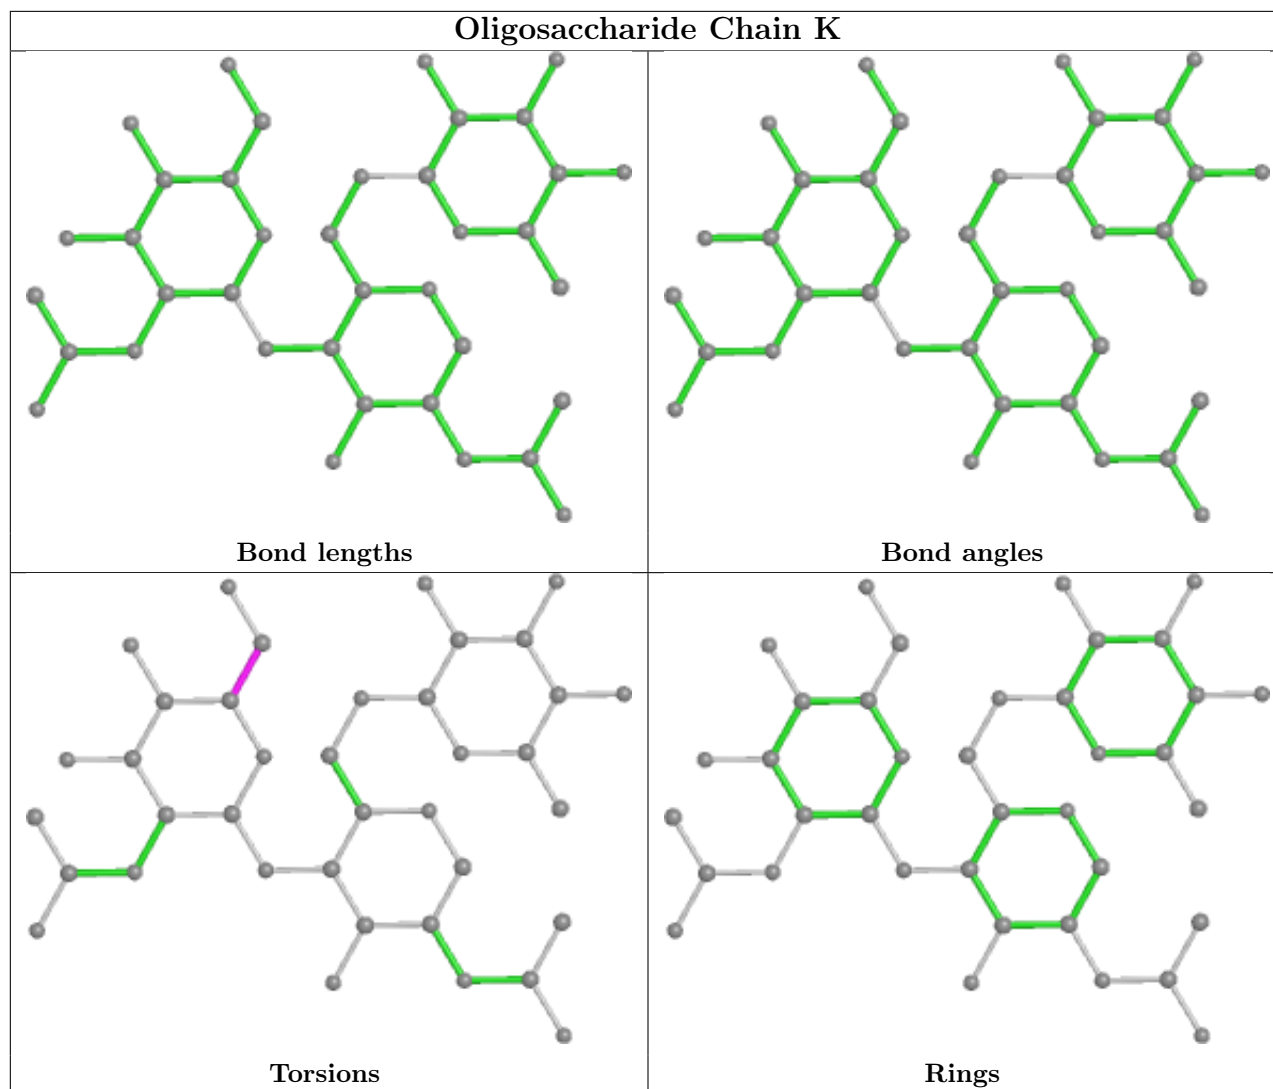 Oligosaccharide Chain K
Bond lengths
Bond angles
Torsions
Rings